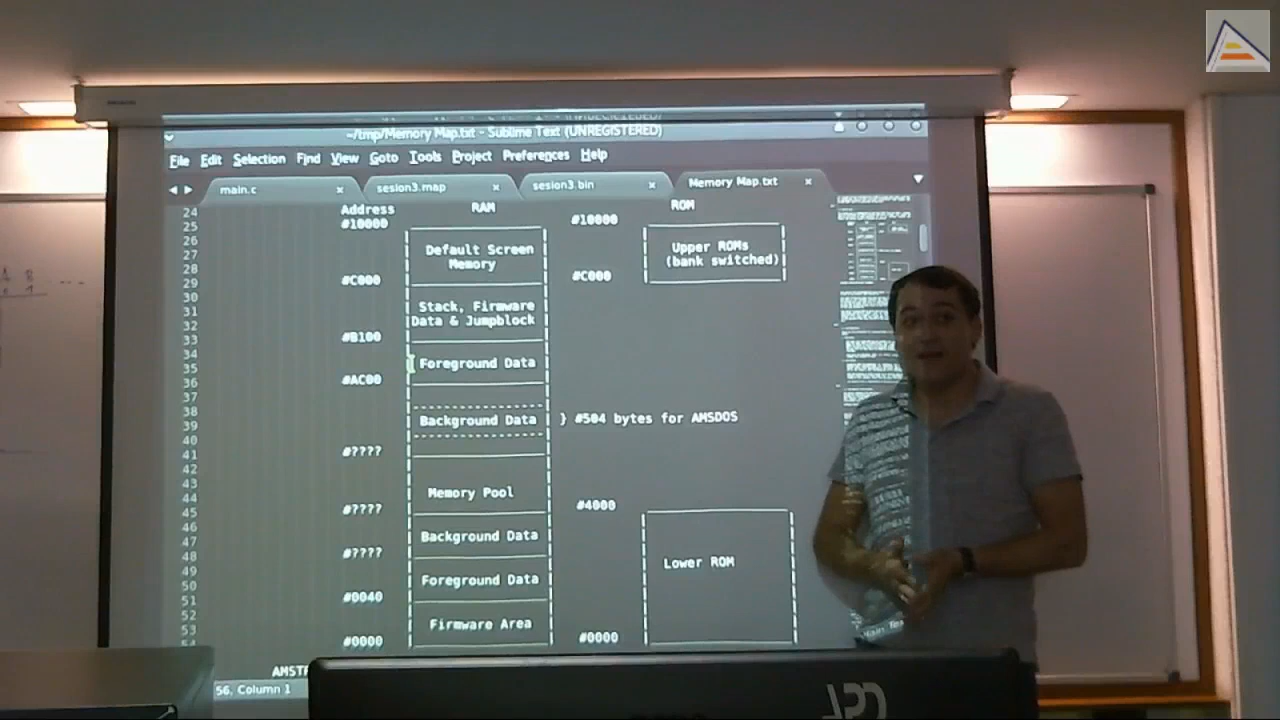 ~/tmp/Memory Map.txt - Sublime Text (UNREGISTERED)
File Edit Selection Find View Goto Tools Project Preferences Help
main.c × sesion3.map × sesion3.bin × Memory Map.txt ×
24 Address RAM ROM
25 #10000 #10000
26
27 Default Screen Upper ROMs
28 Memory (bank switched)
29 #C000 #C000
30
31 Stack, Firmware
32 Data & Jumpblock
33 #B100
34
35 Foreground Data
36 #AC00
37
38
39 Background Data } #504 bytes for AMSDOS
40
41 #????
42
43
44 Memory Pool
45 #???? #4000
46
47 Background Data
48 #????
49 Lower ROM
50 Foreground Data
51 #0040
52
53 Firmware Area
54 #0000 #0000
AMSTR
56, Column 1